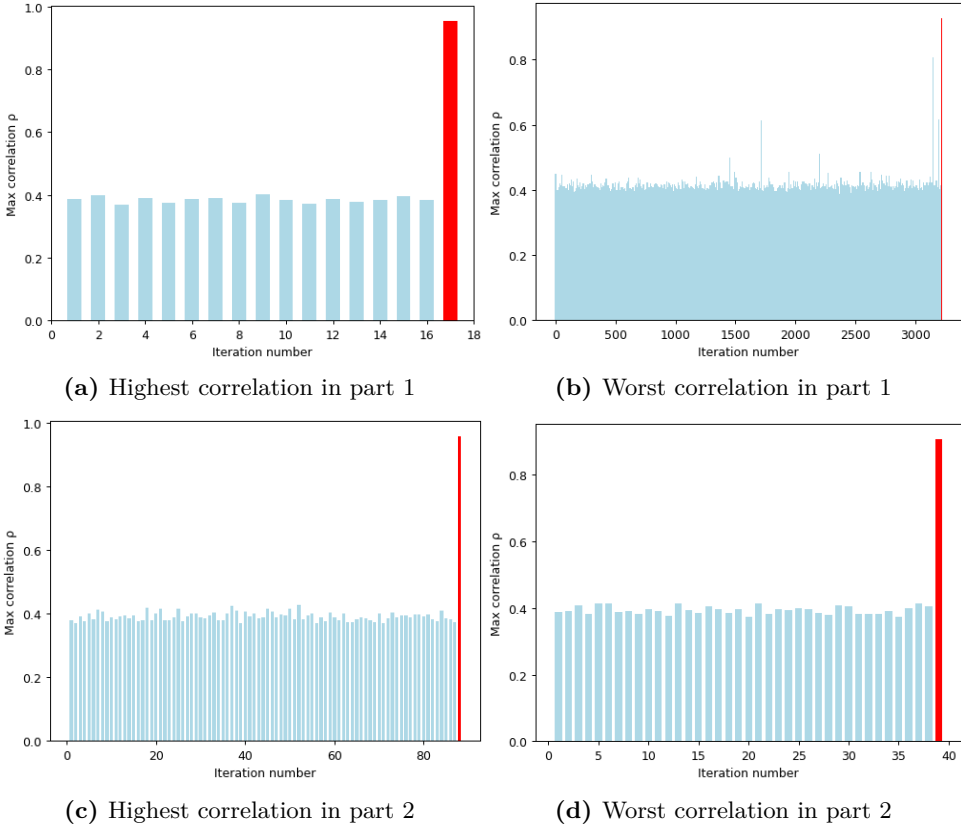 1.0
0.8
0.6
0.4
0.2
0.0
Max correlation ρ
0 2 4 6 8 10 12 14 16 18
Iteration number
(a) Highest correlation in part 1
0.8
0.6
0.4
0.2
0.0
Max correlation ρ
0 500 1000 1500 2000 2500 3000
Iteration number
(b) Worst correlation in part 1
1.0
0.8
0.6
0.4
0.2
0.0
Max correlation ρ
0 20 40 60 80
Iteration number
(c) Highest correlation in part 2
0.8
0.6
0.4
0.2
0.0
Max correlation ρ
0 5 10 15 20 25 30 35 40
Iteration number
(d) Worst correlation in part 2